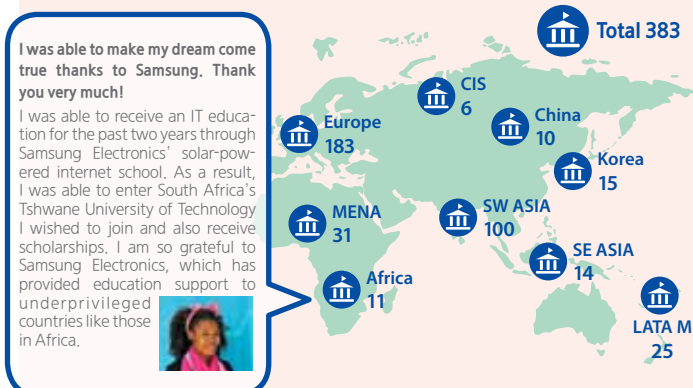 I was able to make my dream come
true thanks to Samsung. Thank
you very much!
I was able to receive an IT educa-
tion for the past two years through
Samsung Electronics' solar-pow-
ered internet school. As a result,
I was able to enter South Africa's
Tshwane University of Technology
I wished to join and also receive
scholarships. I am so grateful to
Samsung Electronics, which has
provided education support to
underprivileged
countries like those
in Africa.
Total 383
CIS
6
China
10
Europe
183
Korea
15
MENA
31
SW ASIA
100
SE ASIA
14
Africa
11
LATA M
25